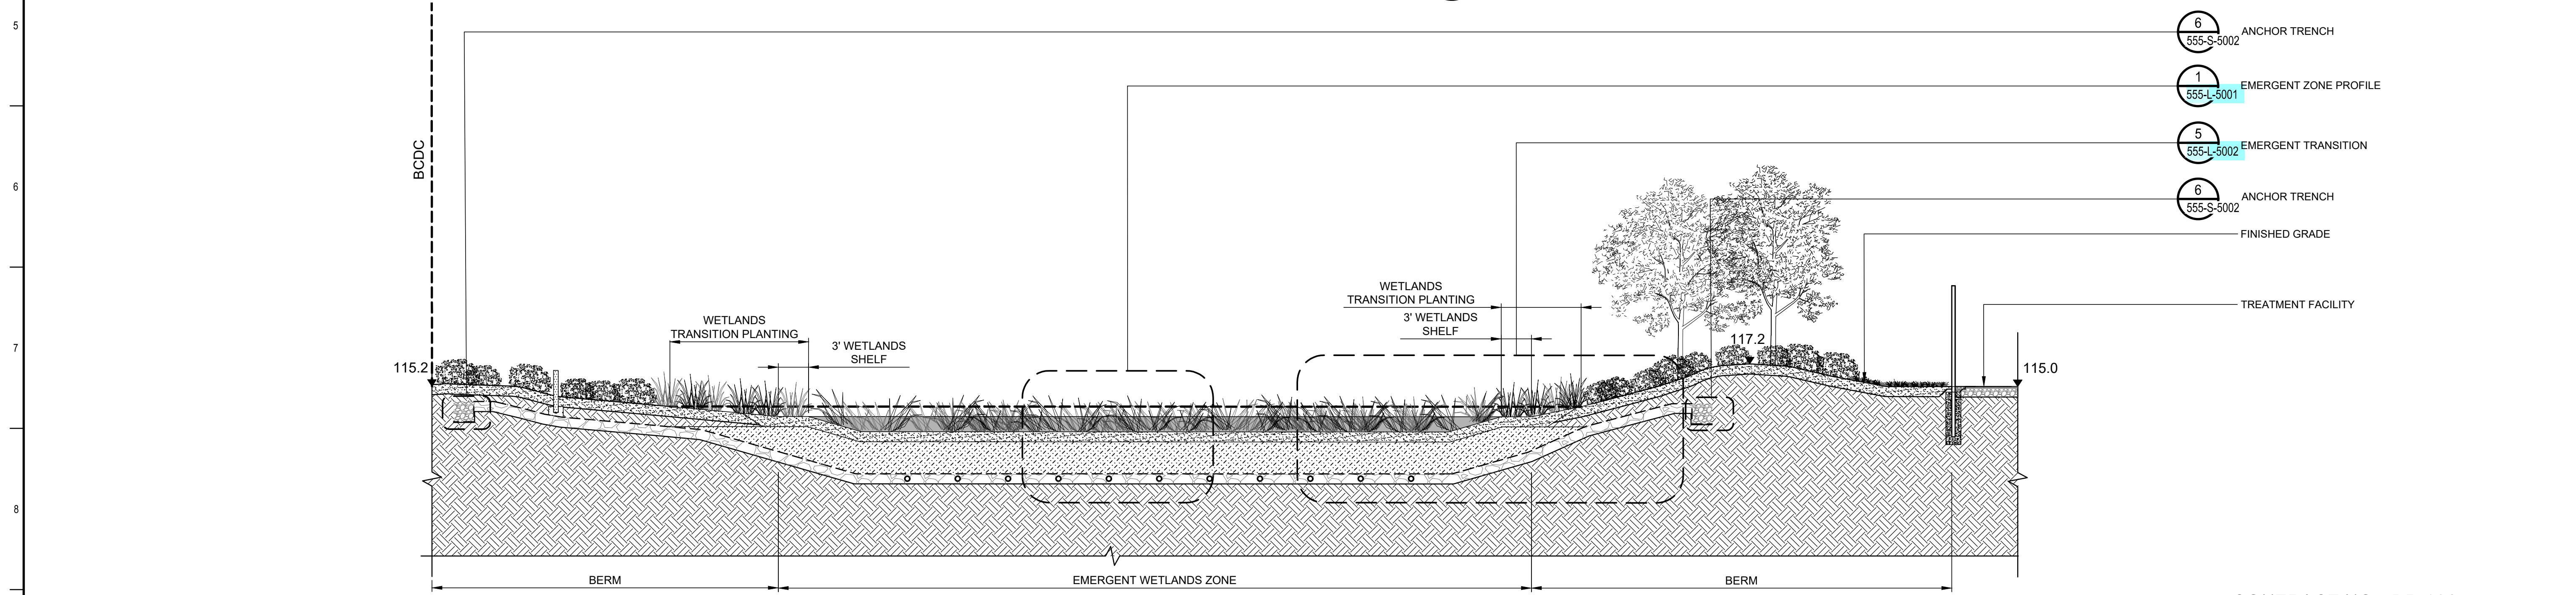 5
6
555-S-5002
ANCHOR TRENCH
1
555-L-5001
EMERGENT ZONE PROFILE
BCDC
5
555-L-5002
EMERGENT TRANSITION
6
6
555-S-5002
ANCHOR TRENCH
FINISHED GRADE
WETLANDS
TRANSITION PLANTING
TREATMENT FACILITY
3' WETLANDS
SHELF
WETLANDS
TRANSITION PLANTING
7
3' WETLANDS
SHELF
117.2
115.2
115.0
8
BERM
EMERGENT WETLANDS ZONE
BERM